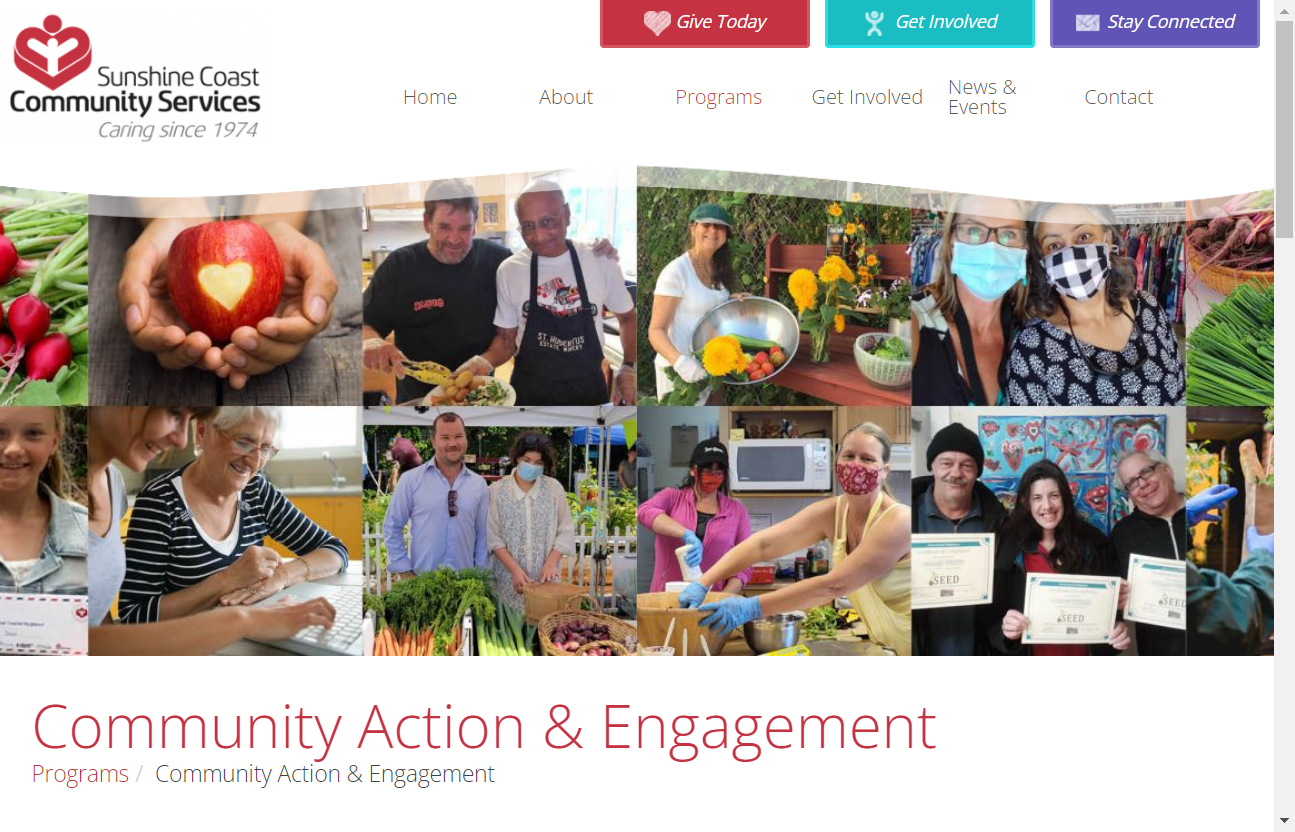 Give Today
Get Involved
Stay Connected
Sunshine Coast
Community Services
Caring since 1974
Home
About
Programs
Get Involved
News &
Events
Contact
ST. HUBERTUS
ESTATE WINERY
SEED
SEED
SEED
Community Action & Engagement
Programs / Community Action & Engagement